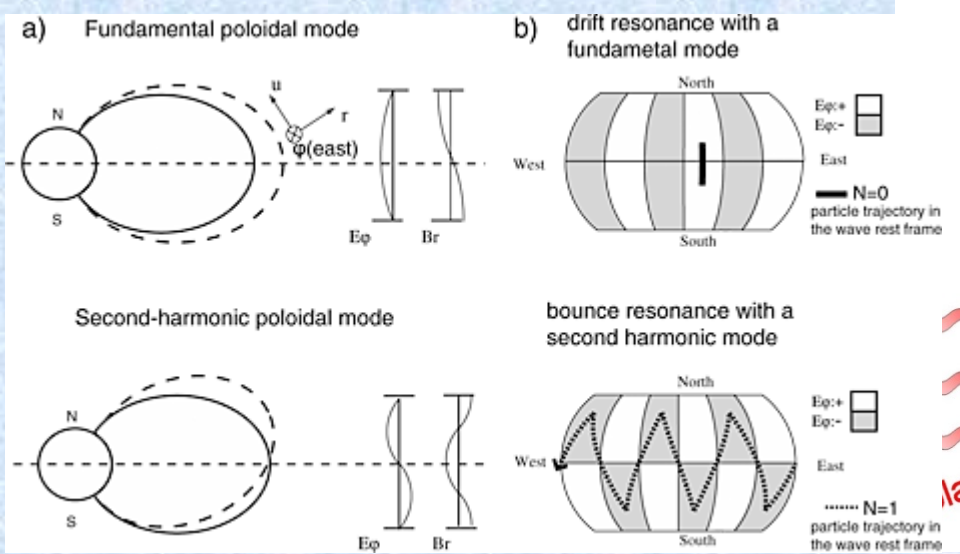 a) Fundamental poloidal mode
N
S
u
r
φ(east)
Eφ Br
b) drift resonance with a
fundametal mode
North
West
East
South
Eφ:+
Eφ:-
N=0
particle trajectory in
the wave rest frame
Second-harmonic poloidal mode
N
S
Eφ Br
bounce resonance with a
second harmonic mode
North
West
East
South
Eφ:+
Eφ:-
N=1
particle trajectory in
the wave rest frame